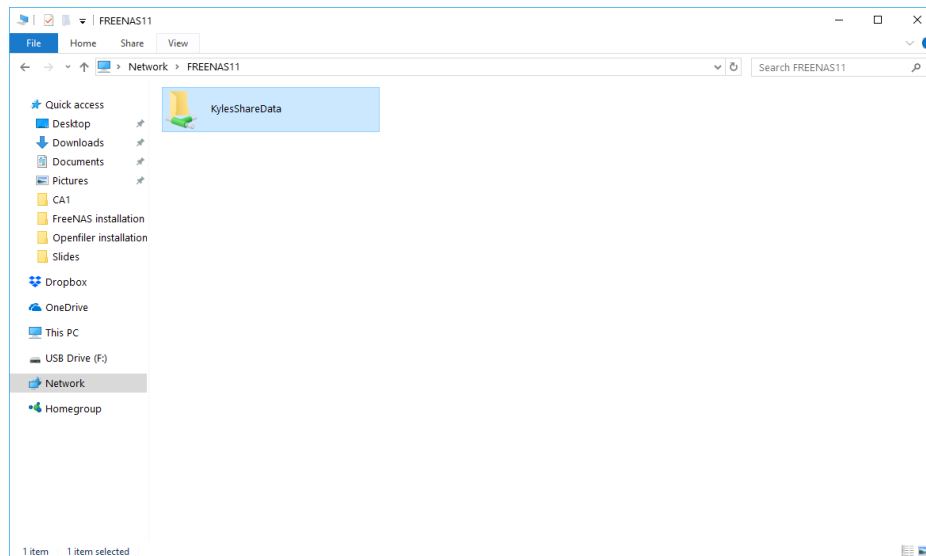 FREENAS11
File Home Share View
Network > FREENAS11
Search FREENAS11
Quick access
Desktop
Downloads
Documents
Pictures
CA1
FreeNAS installation
Openfiler installation
Slides
Dropbox
OneDrive
This PC
USB Drive (F:)
Network
Homegroup
KylesShareData
1 item 1 item selected